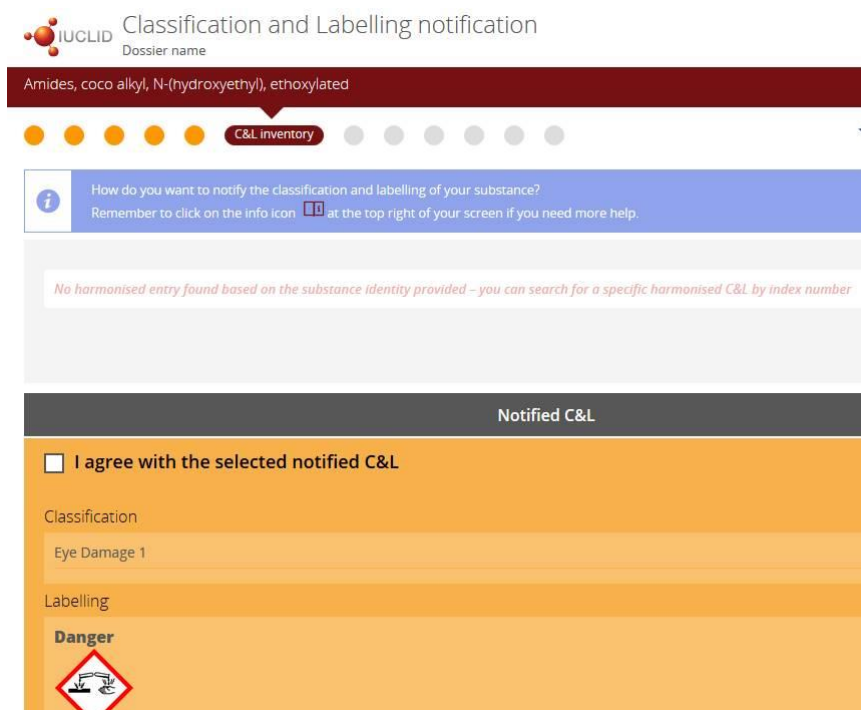 IUCLID
Classification and Labelling notification
Dossier name
Amides, coco alkyl, N-(hydroxyethyl), ethoxylated
C&L inventory
How do you want to notify the classification and labelling of your substance?
Remember to click on the info icon at the top right of your screen if you need more help.
No harmonised entry found based on the substance identity provided – you can search for a specific harmonised C&L by index number
Notified C&L
I agree with the selected notified C&L
Classification
Eye Damage 1
Labelling
Danger